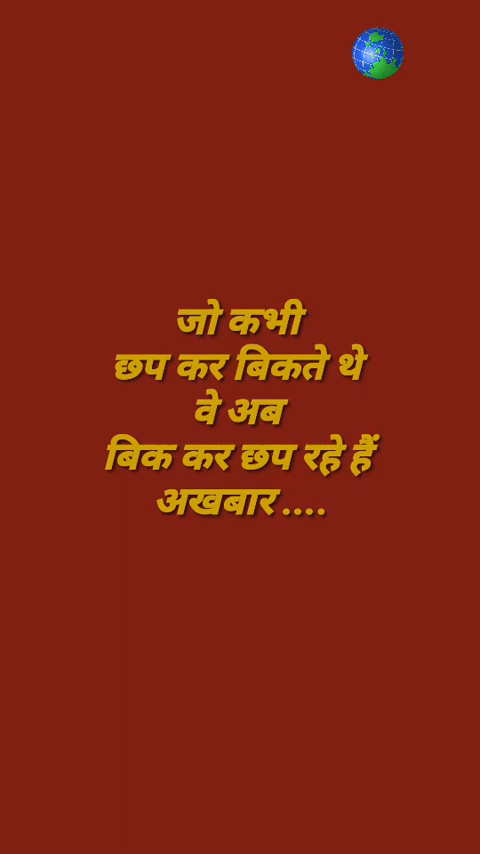 जो कभी
छप कर बिकते थे
वे अब
बिक कर छप रहे हैं
अखबार ....